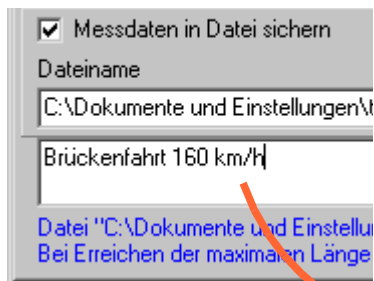 Messdaten in Datei sichern
Dateiname
C:\Dokumente und Einstellungen\t
Brückenfahrt 160 km/h
Datei "C:\Dokumente und Einstellu
Bei Erreichen der maximalen Länge